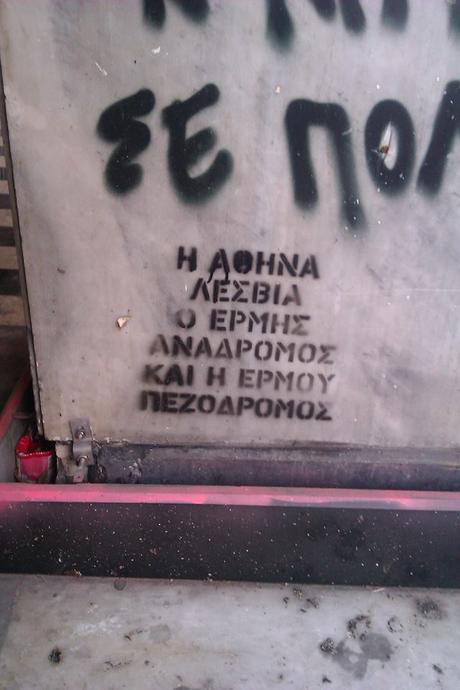 ΣΕ
Η ΑΘΗΝΑ
ΛΕΣΒΙΑ
Ο ΕΡΜΗΣ
ΑΝΑΔΡΟΜΟΣ
ΚΑΙ Η ΕΡΜΟΥ
ΠΕΖΟΔΡΟΜΟΣ